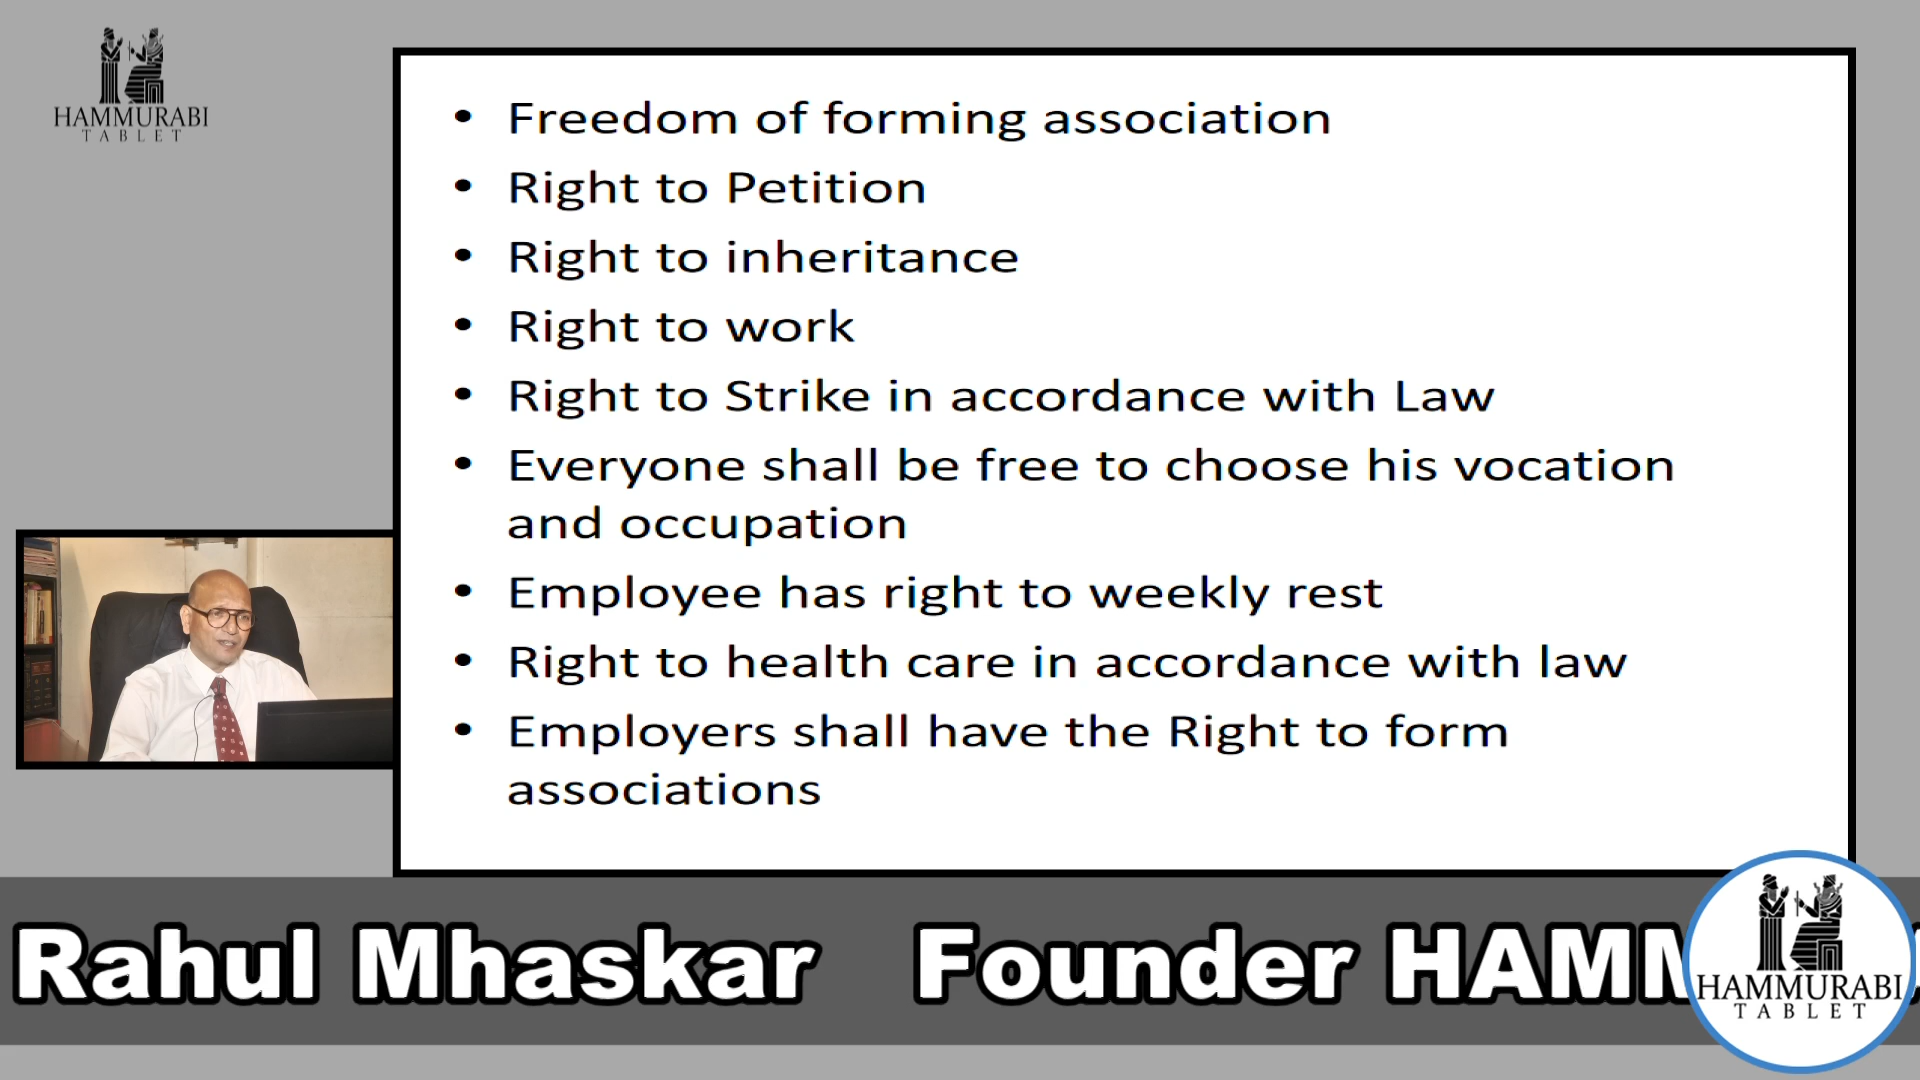 HAMMURABI
TABLET
• Freedom of forming association
• Right to Petition
• Right to inheritance
• Right to work
• Right to Strike in accordance with Law
• Everyone shall be free to choose his vocation
and occupation
• Employee has right to weekly rest
• Right to health care in accordance with law
• Employers shall have the Right to form
associations
Rahul Mhaskar Founder
HAMMURABI
TABLET